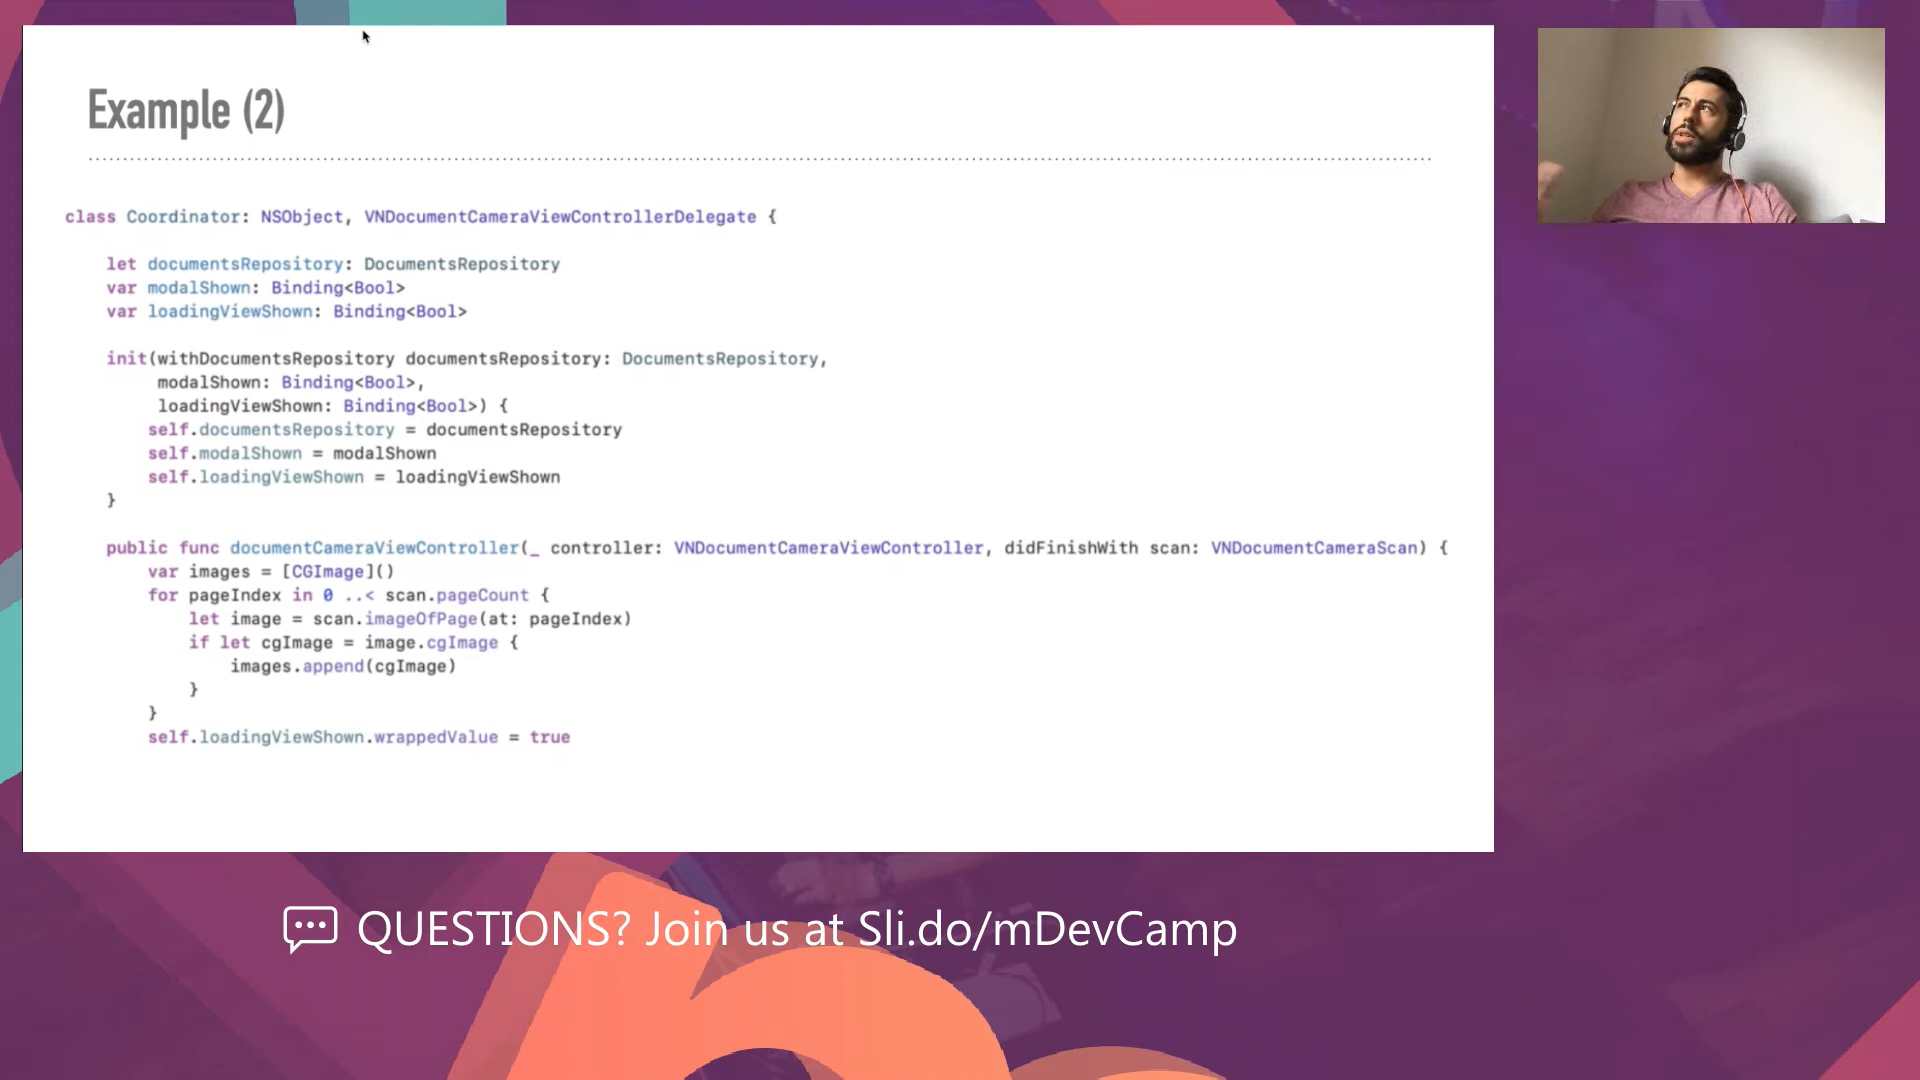 Example (2)
class Coordinator: NSObject, VNDocumentCameraViewControllerDelegate {
let documentsRepository: DocumentsRepository
var modalShown: Binding<Bool>
var loadingViewShown: Binding<Bool>
init(withDocumentsRepository documentsRepository: DocumentsRepository,
modalShown: Binding<Bool>,
loadingViewShown: Binding<Bool>) {
self.documentsRepository = documentsRepository
self.modalShown = modalShown
self.loadingViewShown = loadingViewShown
}
public func documentCameraViewController(_ controller: VNDocumentCameraViewController, didFinishWith scan: VNDocumentCameraScan) {
var images = [CGImage]()
for pageIndex in 0 ..< scan.pageCount {
let image = scan.imageOfPage(at: pageIndex)
if let cgImage = image.cgImage {
images.append(cgImage)
}
}
self.loadingViewShown.wrappedValue = true
QUESTIONS? Join us at Sli.do/mDevCamp